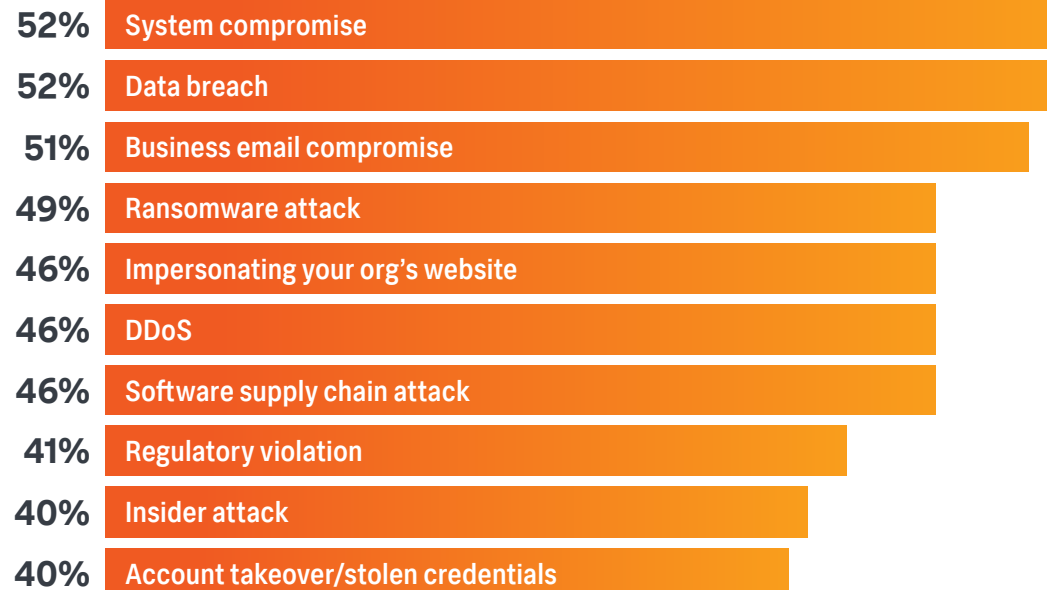 52% System compromise
52% Data breach
51% Business email compromise
49% Ransomware attack
46% Impersonating your org’s website
46% DDoS
46% Software supply chain attack
41% Regulatory violation
40% Insider attack
40% Account takeover/stolen credentials